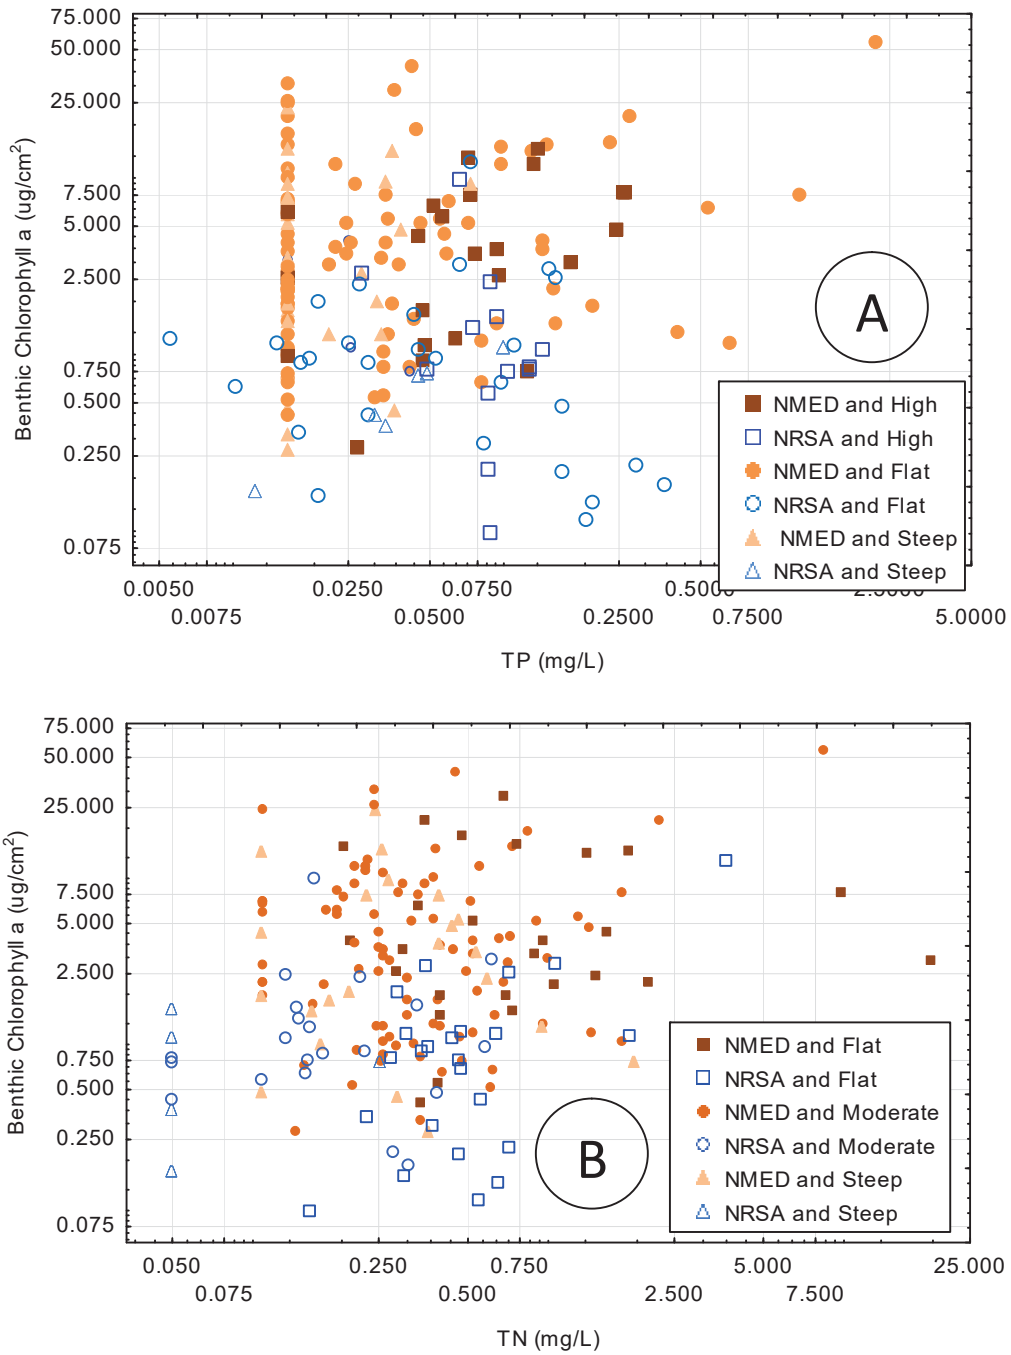 75.000
50.000
25.000
7.500
5.000
2.500
0.750
0.500
0.250
0.075
Benthic Chlorophyll a (ug/cm2)
A
NMED and High
NRSA and High
NMED and Flat
NRSA and Flat
NMED and Steep
NRSA and Steep
0.0050 0.0250 0.0750 0.5000 2.5000
0.0075 0.0500 0.2500 0.7500 5.0000
TP (mg/L)
75.000
50.000
25.000
7.500
5.000
2.500
0.750
0.500
0.250
0.075
Benthic Chlorophyll a (ug/cm2)
B
NMED and Flat
NRSA and Flat
NMED and Moderate
NRSA and Moderate
NMED and Steep
NRSA and Steep
0.050 0.250 0.750 5.000 25.000
0.075 0.500 2.500 7.500
TN (mg/L)